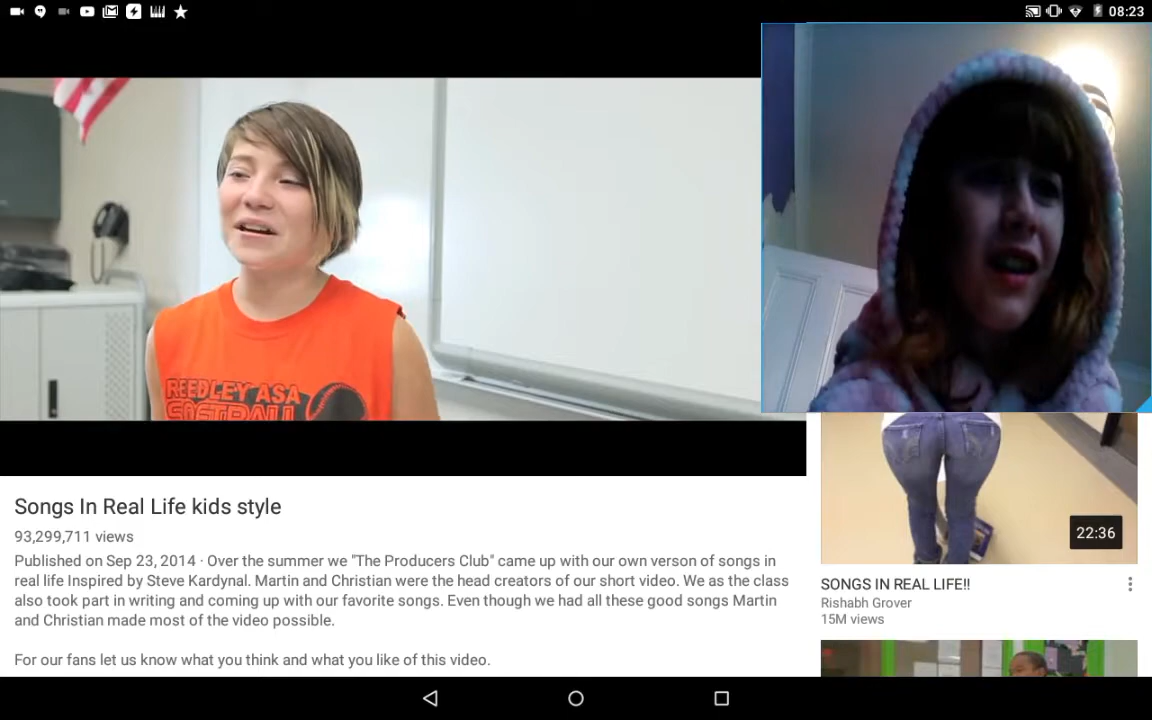 08:23
REEDLEY ASA
SOFTBALL
Songs In Real Life kids style
93,299,711 views
Published on Sep 23, 2014 · Over the summer we "The Producers Club" came up with our own verson of songs in
real life Inspired by Steve Kardynal. Martin and Christian were the head creators of our short video. We as the class
also took part in writing and coming up with our favorite songs. Even though we had all these good songs Martin
and Christian made most of the video possible.
For our fans let us know what you think and what you like of this video.
22:36
SONGS IN REAL LIFE!!
Rishabh Grover
15M views